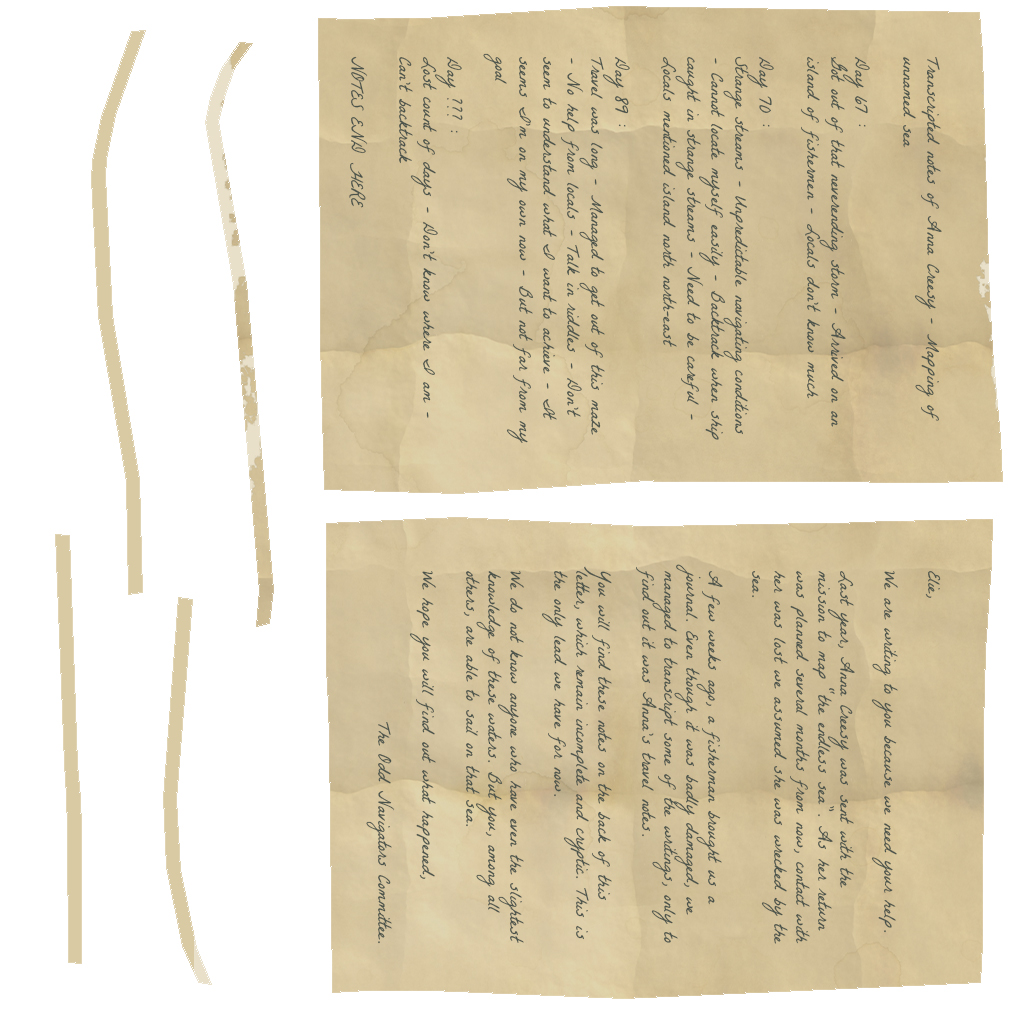 Transcripted notes of Anna Creesy - Mapping of
unnamed sea
Day 67 :
Got out of that neverending storm - Arrived on an
island of fishermen - Locals don't know much
Day 70 :
Strange streams - Unpredictable navigating conditions
- Cannot locate myself easily - Backtrack when ship
caught in strange streams - Need to be careful -
Locals mentioned island north north-east
Day 89 :
Travel was long - Managed to get out of this maze
- No help from locals - Talk in riddles - Don't
seem to understand what I want to achieve - It
seems I'm on my own now - But not far from my
goal
Day ??? :
Lost count of days - Don't know where I am -
Can't backtrack
NOTES END HERE
Elie,
We are writing to you because we need your help.
Last year, Anna Creesy was sent with the
mission to map "the endless sea". As her return
was planned several months from now, contact with
her was lost we assumed she was wrecked by the
sea.
A few weeks ago, a fisherman brought us a
journal. Even though it was badly damaged, we
managed to transcript some of the writings, only to
find out it was Anna's travel notes.
You will find these notes on the back of this
letter, which remain incomplete and cryptic. This is
the only lead we have for now.
We do not know anyone who have even the slightest
knowledge of these waters. But you, among all
others, are able to sail on that sea.
We hope you will find out what happened,
The Odd Navigators Committee.